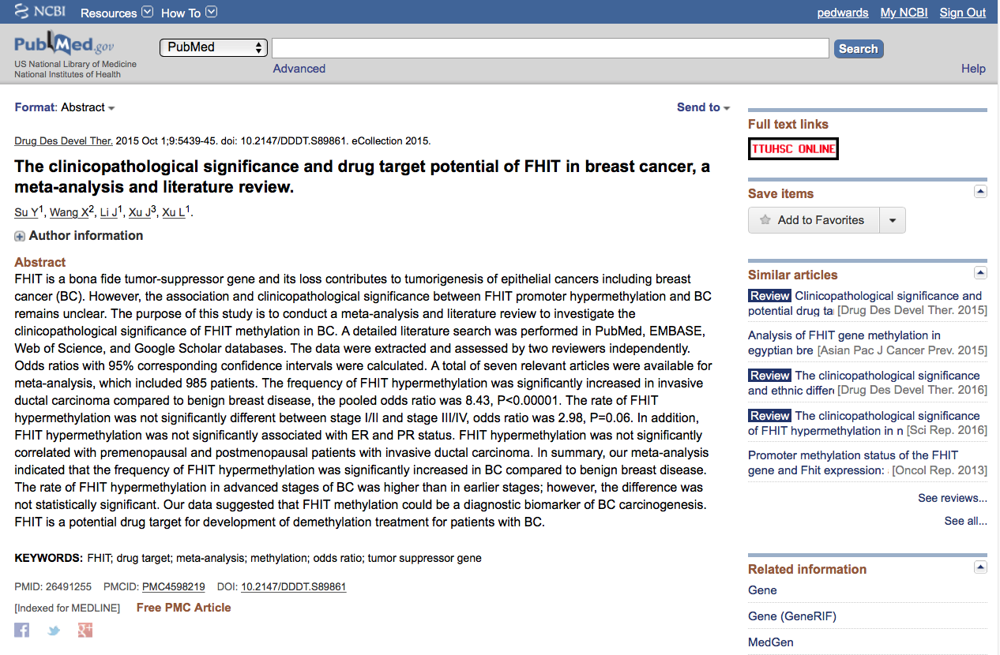 NCBI Resources How To pedwards My NCBI Sign Out
PubMed.gov
US National Library of Medicine
National Institutes of Health
PubMed Search
Advanced Help
Format: Abstract Send to
Drug Des Devel Ther. 2015 Oct 1;9:5439-45. doi: 10.2147/DDDT.S89861. eCollection 2015.
The clinicopathological significance and drug target potential of FHIT in breast cancer, a
meta-analysis and literature review.
Su Y1, Wang X2, Li J1, Xu J3, Xu L1.
Author information
Abstract
FHIT is a bona fide tumor-suppressor gene and its loss contributes to tumorigenesis of epithelial cancers including breast
cancer (BC). However, the association and clinicopathological significance between FHIT promoter hypermethylation and BC
remains unclear. The purpose of this study is to conduct a meta-analysis and literature review to investigate the
clinicopathological significance of FHIT methylation in BC. A detailed literature search was performed in PubMed, EMBASE,
Web of Science, and Google Scholar databases. The data were extracted and assessed by two reviewers independently.
Odds ratios with 95% corresponding confidence intervals were calculated. A total of seven relevant articles were available for
meta-analysis, which included 985 patients. The frequency of FHIT hypermethylation was significantly increased in invasive
ductal carcinoma compared to benign breast disease, the pooled odds ratio was 8.43, P<0.00001. The rate of FHIT
hypermethylation was not significantly different between stage I/II and stage III/IV, odds ratio was 2.98, P=0.06. In addition,
FHIT hypermethylation was not significantly associated with ER and PR status. FHIT hypermethylation was not significantly
correlated with premenopausal and postmenopausal patients with invasive ductal carcinoma. In summary, our meta-analysis
indicated that the frequency of FHIT hypermethylation was significantly increased in BC compared to benign breast disease.
The rate of FHIT hypermethylation in advanced stages of BC was higher than in earlier stages; however, the difference was
not statistically significant. Our data suggested that FHIT methylation could be a diagnostic biomarker of BC carcinogenesis.
FHIT is a potential drug target for development of demethylation treatment for patients with BC.
KEYWORDS: FHIT; drug target; meta-analysis; methylation; odds ratio; tumor suppressor gene
PMID: 26491255 PMCID: PMC4598219 DOI: 10.2147/DDDT.S89861
[Indexed for MEDLINE] Free PMC Article
Full text links
TTUHSC ONLINE
Save items
Add to Favorites
Similar articles
Review Clinicopathological significance and
potential drug ta [Drug Des Devel Ther. 2015]
Analysis of FHIT gene methylation in
egyptian bre [Asian Pac J Cancer Prev. 2015]
Review The clinicopathological significance
and ethnic differe [Drug Des Devel Ther. 2016]
Review The clinicopathological significance
of FHIT hypermethylation in n [Sci Rep. 2016]
Promoter methylation status of the FHIT
gene and Fhit expression: [Oncol Rep. 2013]
See reviews...
See all...
Related information
Gene
Gene (GeneRIF)
MedGen